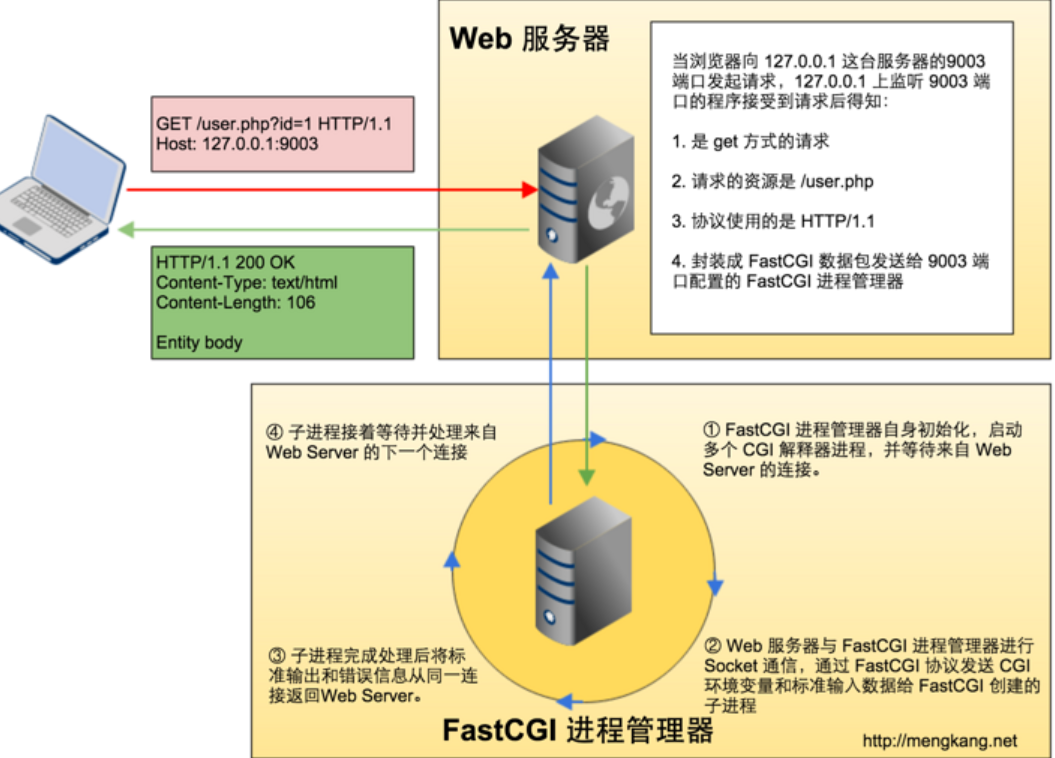 Web 服务器
当浏览器向 127.0.0.1 这台服务器的9003
端口发起请求，127.0.0.1 上监听 9003 端
口的程序接受到请求后得知：
1. 是 get 方式的请求
2. 请求的资源是 /user.php
3. 协议使用的是 HTTP/1.1
4. 封装成 FastCGI 数据包发送给 9003 端
口配置的 FastCGI 进程管理器
GET /user.php?id=1 HTTP/1.1
Host: 127.0.0.1:9003
HTTP/1.1 200 OK
Content-Type: text/html
Content-Length: 106
Entity body
④ 子进程接着等待并处理来自
Web Server 的下一个连接
① FastCGI 进程管理器自身初始化，启动
多个 CGI 解释器进程，并等待来自 Web
Server 的连接。
③ 子进程完成处理后将标
准输出和错误信息从同一连
接返回Web Server。
② Web 服务器与 FastCGI 进程管理器进行
Socket 通信，通过 FastCGI 协议发送 CGI
环境变量和标准输入数据给 FastCGI 创建的
子进程
FastCGI 进程管理器
http://mengkang.net